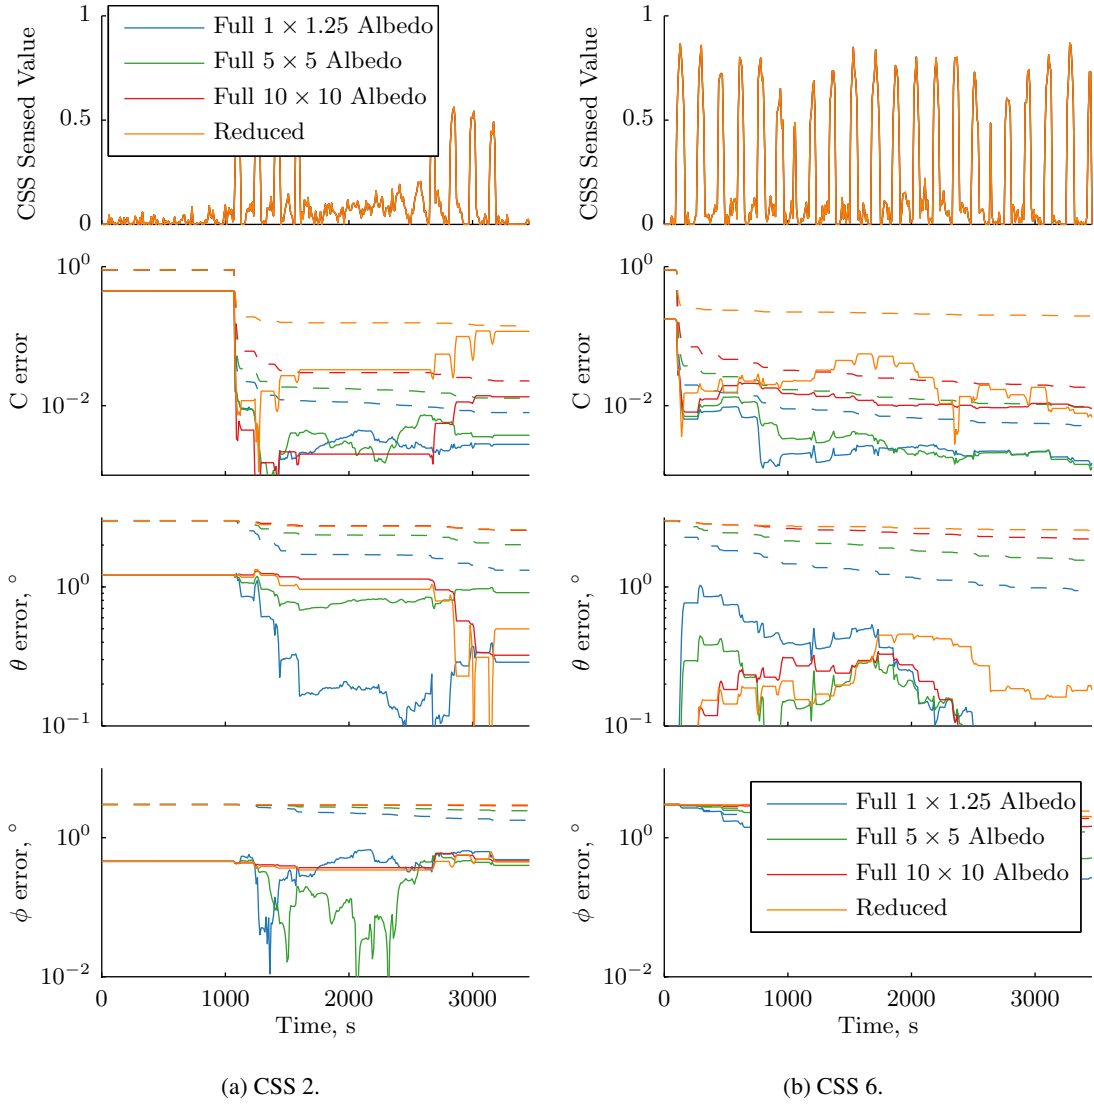 CSS Sensed Value
1
0.5
0
Full 1 × 1.25 Albedo
Full 5 × 5 Albedo
Full 10 × 10 Albedo
Reduced
CSS Sensed Value
1
0.5
0
C error
10^0
10^−2
C error
10^0
10^−2
θ error, °
10^0
10^−1
θ error, °
10^0
10^−1
ϕ error, °
10^0
10^−2
0 1000 2000 3000
Time, s
ϕ error, °
10^0
10^−2
Full 1 × 1.25 Albedo
Full 5 × 5 Albedo
Full 10 × 10 Albedo
Reduced
0 1000 2000 3000
Time, s
(a) CSS 2.
(b) CSS 6.